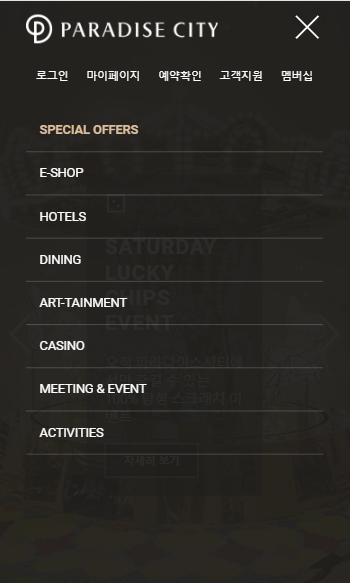 PARADISE CITY
로그인 마이페이지 예약확인 고객지원 멤버십
SPECIAL OFFERS
E-SHOP
HOTELS
SATURDAY
DINING
LUCKY
CHIPS
ART-TAINMENT
EVENT
CASINO
MEETING & EVENT
ACTIVITIES
자세히 보기